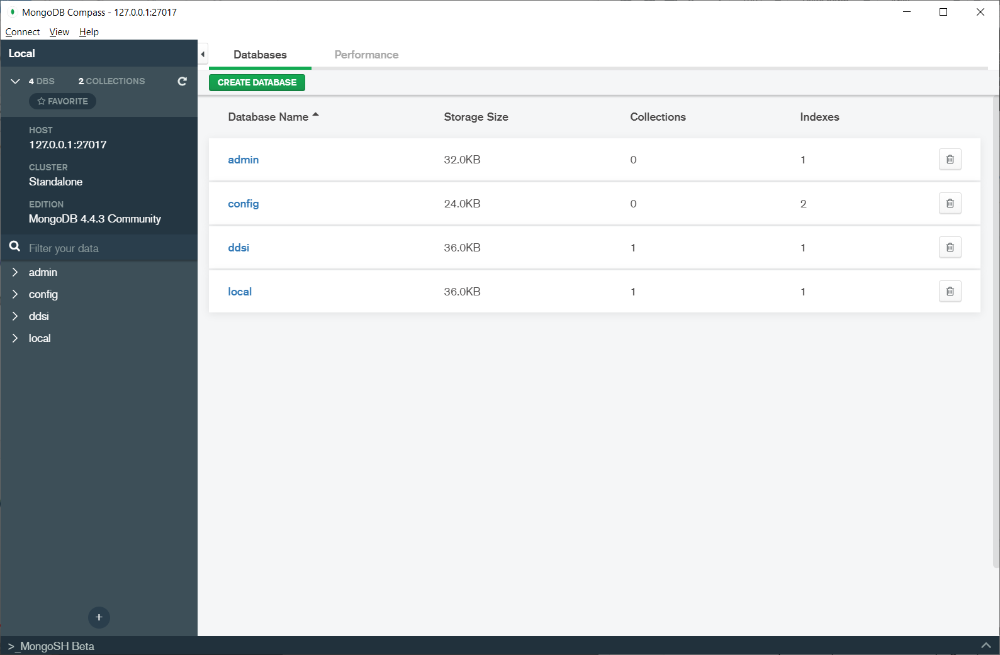 MongoDB Compass - 127.0.0.1:27017
Connect View Help
Local
4 DBS 2 COLLECTIONS
FAVORITE
HOST
127.0.0.1:27017
CLUSTER
Standalone
EDITION
MongoDB 4.4.3 Community
Filter your data
admin
config
ddsi
local
Databases Performance
CREATE DATABASE
Database Name Storage Size Collections Indexes
admin 32.0KB 0 1
config 24.0KB 0 2
ddsi 36.0KB 1 1
local 36.0KB 1 1
>_MongoSH Beta